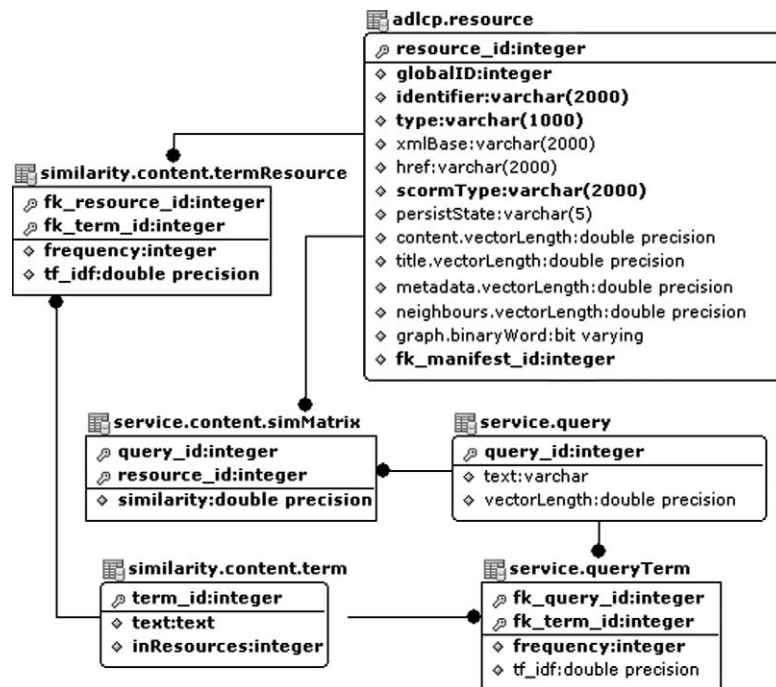 adlcp.resource
resource_id:integer
globalID:integer
identifier:varchar(2000)
type:varchar(1000)
xmlBase:varchar(2000)
href:varchar(2000)
scormType:varchar(2000)
persistState:varchar(5)
content.vectorLength:double precision
title.vectorLength:double precision
metadata.vectorLength:double precision
neighbours.vectorLength:double precision
graph.binaryWord:bit varying
fk_manifest_id:integer
similarity.content.termResource
fk_resource_id:integer
fk_term_id:integer
frequency:integer
tf_idf:double precision
service.content.simMatrix
query_id:integer
resource_id:integer
similarity:double precision
service.query
query_id:integer
text:varchar
vectorLength:double precision
similarity.content.term
term_id:integer
text:text
inResources:integer
service.queryTerm
fk_query_id:integer
fk_term_id:integer
frequency:integer
tf_idf:double precision